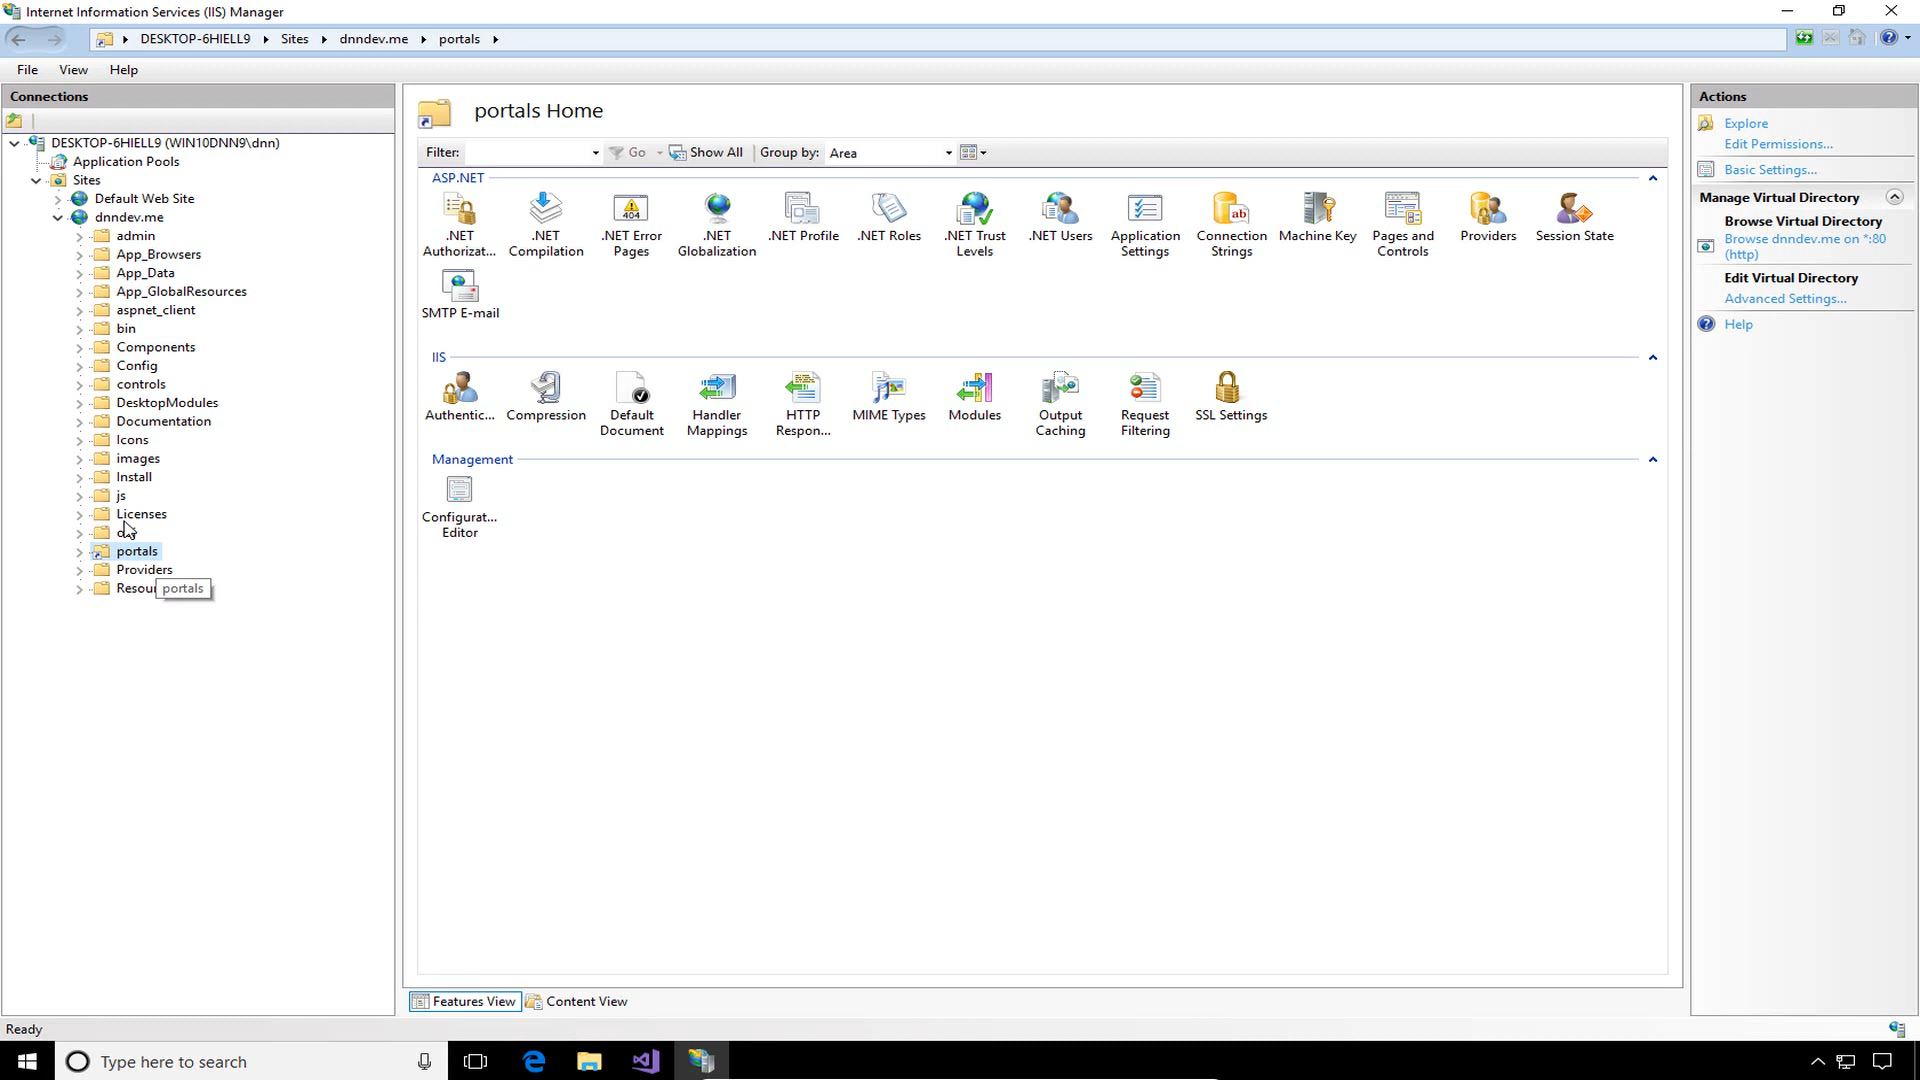 Internet Information Services (IIS) Manager
DESKTOP-6HIELL9 Sites dnndev.me portals
File View Help
Connections
DESKTOP-6HIELL9 (WIN10DNN9\dnn)
Application Pools
Sites
Default Web Site
dnndev.me
admin
App_Browsers
App_Data
App_GlobalResources
aspnet_client
bin
Components
Config
controls
DesktopModules
Documentation
Icons
images
Install
js
Licenses
portals
Providers
portals
portals Home
Filter: Go Show All Group by: Area
ASP.NET
.NET Authorizat...
.NET Compilation
.NET Error Pages
.NET Globalization
.NET Profile
.NET Roles
.NET Trust Levels
.NET Users
Application Settings
Connection Strings
Machine Key
Pages and Controls
Providers
Session State
SMTP E-mail
IIS
Authentic...
Compression
Default Document
Handler Mappings
HTTP Respon...
MIME Types
Modules
Output Caching
Request Filtering
SSL Settings
Management
Configurat... Editor
Features View Content View
Actions
Explore
Edit Permissions...
Basic Settings...
Manage Virtual Directory
Browse Virtual Directory
Browse dnndev.me on *:80
(http)
Edit Virtual Directory
Advanced Settings...
Help
Ready
Type here to search